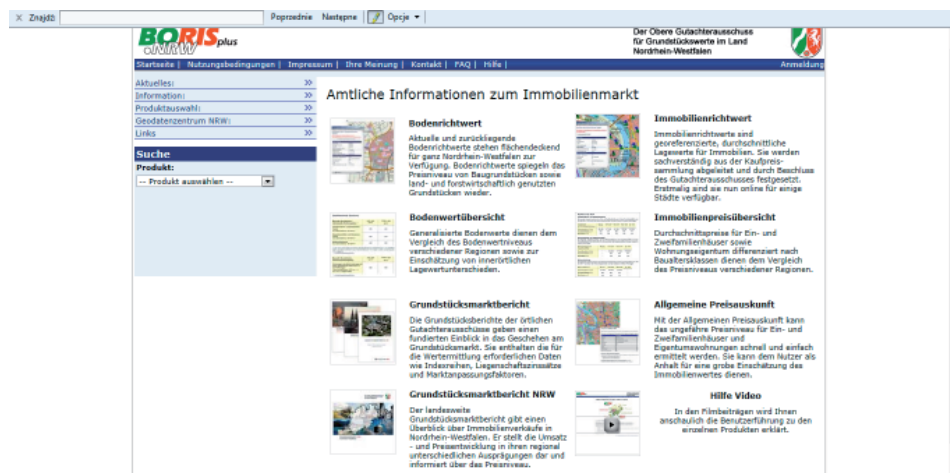 Znajdź:
Poprzednie Następne Opcje
BORISplus
.NRW
Der Obere Gutachterausschuss
für Grundstückswerte im Land
Nordrhein-Westfalen
Startseite | Nutzungsbedingungen | Impressum | Ihre Meinung | Kontakt | FAQ | Hilfe |
Anmeldung
Aktuelles:
Information:
Produktauswahl:
Geodatenzentrum NRW:
Links
Suche
Produkt:
-- Produkt auswählen --
Amtliche Informationen zum Immobilienmarkt
Bodenrichtwert
Aktuelle und zurückliegende
Bodenrichtwerte stehen flächendeckend
für ganz Nordrhein-Westfalen zur
Verfügung. Bodenrichtwerte spiegeln das
Preisniveau von Baugrundstücken sowie
land- und forstwirtschaftlich genutzten
Grundstücken wieder.
Immobilienrichtwert
Immobilienrichtwerte sind
georeferenzierte, durchschnittliche
Lagewerte für Immobilien. Sie werden
sachverständig aus der Kaufpreis-
sammlung abgeleitet und durch Beschluss
des Gutachterausschusses festgesetzt.
Erstmalig sind sie nun online für einige
Städte verfügbar.
Bodenwertübersicht
Generalisierte Bodenwerte dienen dem
Vergleich des Bodenwertniveaus
verschiedener Regionen sowie zur
Einschätzung von innerörtlichen
Lagewertunterschieden.
Immobilienpreisübersicht
Durchschnittspreise für Ein- und
Zweifamilienhäuser sowie
Wohnungseigentum differenziert nach
Baualtersklassen dienen dem Vergleich
des Preisniveaus verschiedener Regionen.
Grundstücksmarktbericht
Die Grundstücksberichte der örtlichen
Gutachterausschüsse geben einen
fundierten Einblick in das Geschehen am
Grundstücksmarkt. Sie enthalten die für
die Wertermittlung erforderlichen Daten
wie Indexreihen, Liegenschaftszinssätze
und Marktanpassungsfaktoren.
Allgemeine Preisauskunft
Mit der Allgemeinen Preisauskunft kann
das ungefähre Preisniveau für Ein- und
Zweifamilienhäuser und
Eigentumswohnungen schnell und einfach
ermittelt werden. Sie kann dem Nutzer als
Anhalt für eine grobe Einschätzung des
Immobilienwertes dienen.
Grundstücksmarktbericht NRW
Der landesweite
Grundstücksmarktbericht gibt einen
Überblick über Immobilienverkäufe in
Nordrhein-Westfalen. Er stellt die Umsatz
- und Preisentwicklung in ihren regional
unterschiedlichen Ausprägungen dar und
informiert über das Preisniveau.
Hilfe Video
In den Filmbeiträgen wird Ihnen
anschaulich die Benutzerführung zu den
einzelnen Produkten erklärt.